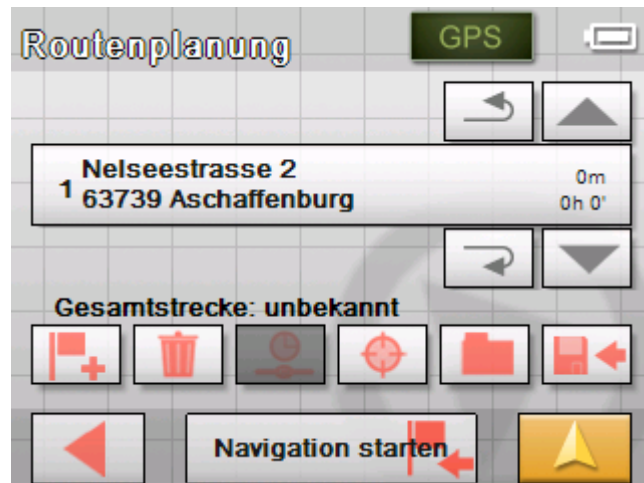 Routenplanung
GPS
1
Nelseestrasse 2
63739 Aschaffenburg
0m
0h 0'
Gesamtstrecke: unbekannt
Navigation starten